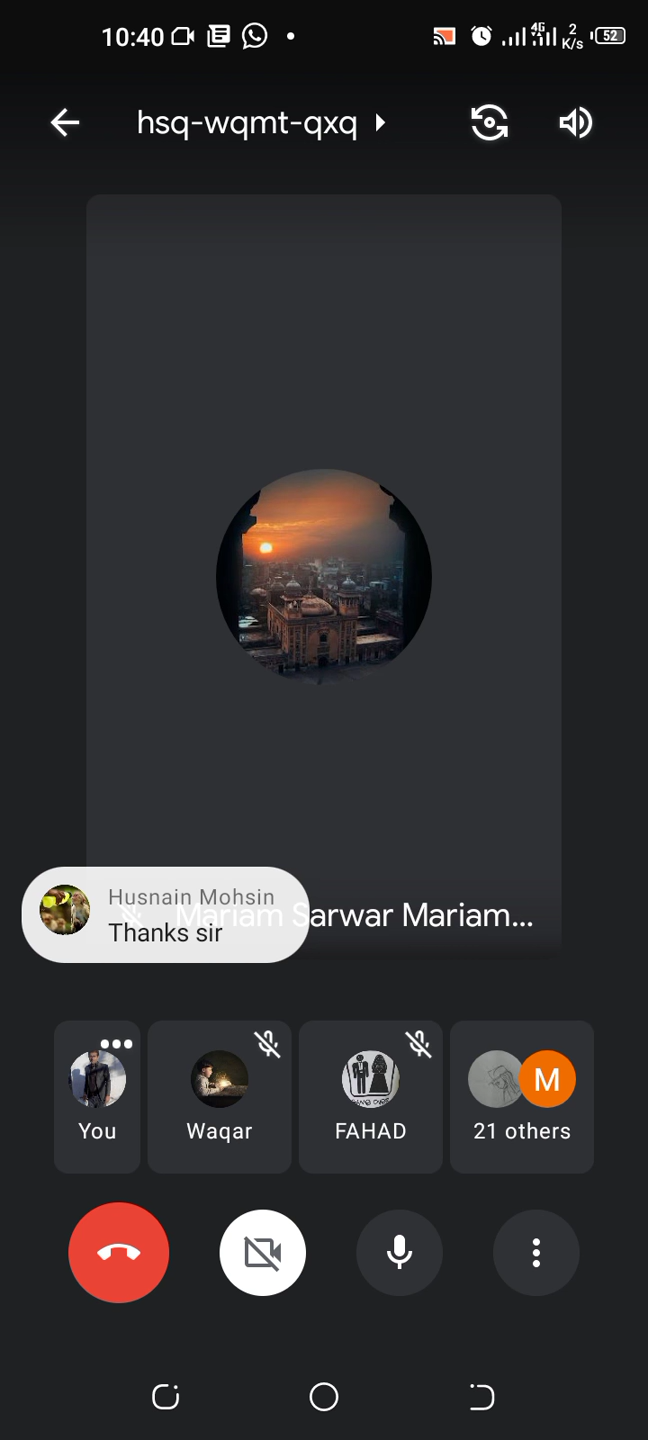 10:40
4G
2
K/s
52
hsq-wqmt-qxq
Husnain Mohsin
Mariam Sarwar Mariam...
Thanks sir
You
Waqar
FAHAD
M
21 others